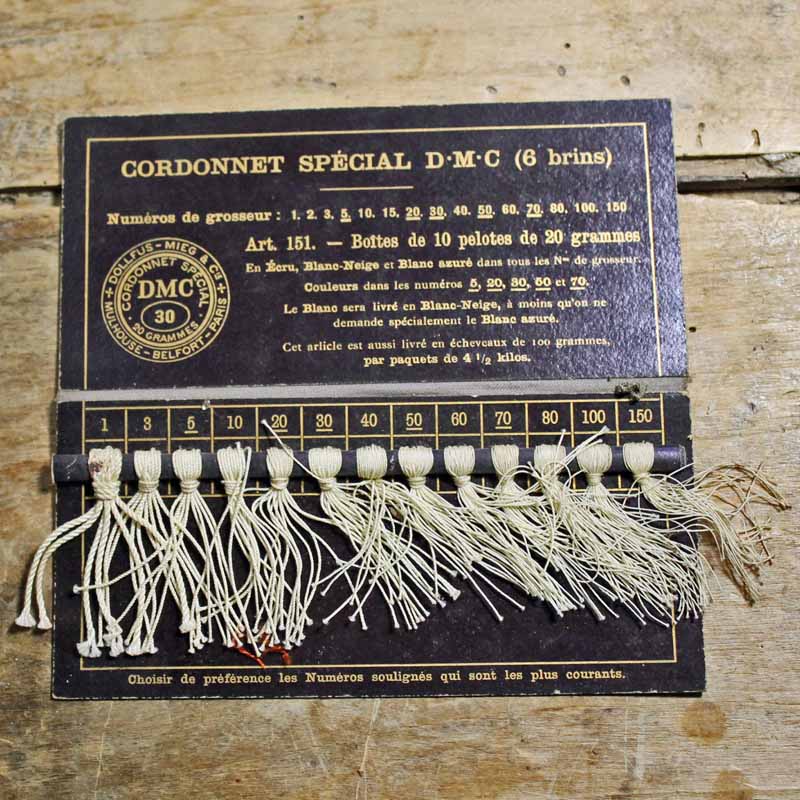 CORDONNET SPÉCIAL D·M·C (6 brins)
Numéros de grosseur : 1. 2. 3. 5. 10. 15. 20. 30. 40. 50. 60. 70. 80. 100. 150
Art. 151. — Boîtes de 10 pelotes de 20 grammes
En Écru, Blanc-Neige et Blanc azuré dans tous les Nos de grosseur.
Couleurs dans les numéros 5, 20, 30, 50 et 70.
Le Blanc sera livré en Blanc-Neige, à moins qu'on ne
demande spécialement le Blanc azuré.
Cet article est aussi livré en écheveaux de 100 grammes,
par paquets de 4 1/2 kilos.
DOLLFUS-MIEG & Cie
MULHOUSE-BELFORT-PARIS
CORDONNET SPÉCIAL
DMC
30
20 GRAMMES
1 3 5 10 20 30 40 50 60 70 80 100 150
Choisir de préférence les Numéros soulignés qui sont les plus courants.